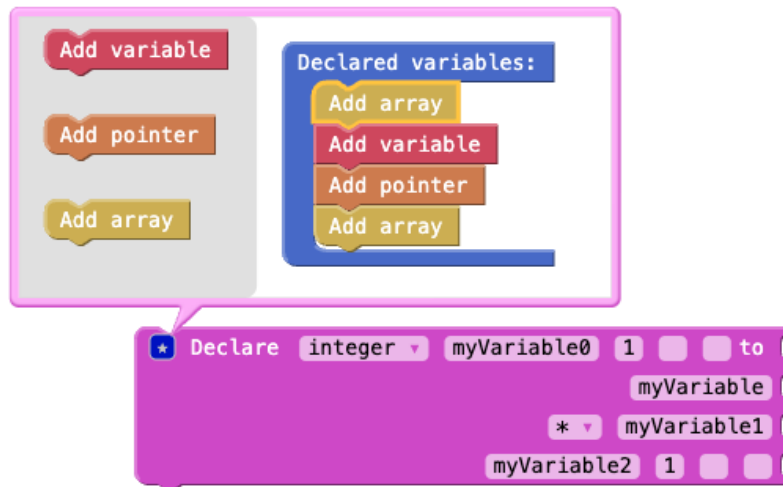 Add variable
Add pointer
Add array
Declared variables:
Add array
Add variable
Add pointer
Add array
Declare integer myVariable0 1 to
myVariable
* myVariable1
myVariable2 1